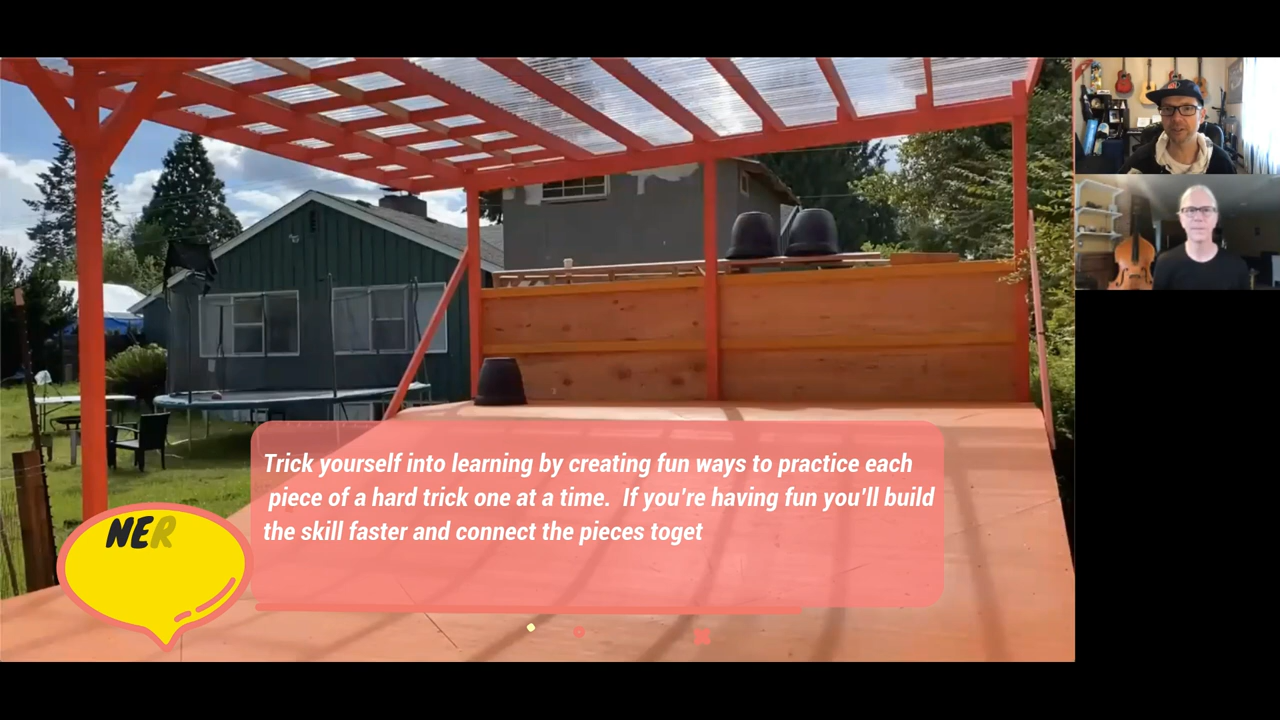 Trick yourself into learning by creating fun ways to practice each
piece of a hard trick one at a time.  If you're having fun you'll build
the skill faster and connect the pieces toget
NER